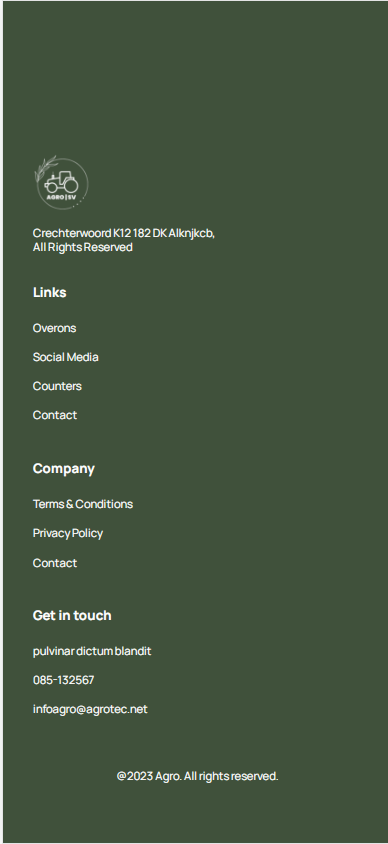 AGRO|SV
Crechterwoord K12 182 DK Alknjkcb,
All Rights Reserved
Links
Overons
Social Media
Counters
Contact
Company
Terms & Conditions
Privacy Policy
Contact
Get in touch
pulvinar dictum blandit
085-132567
infoagro@agrotec.net
@2023 Agro. All rights reserved.